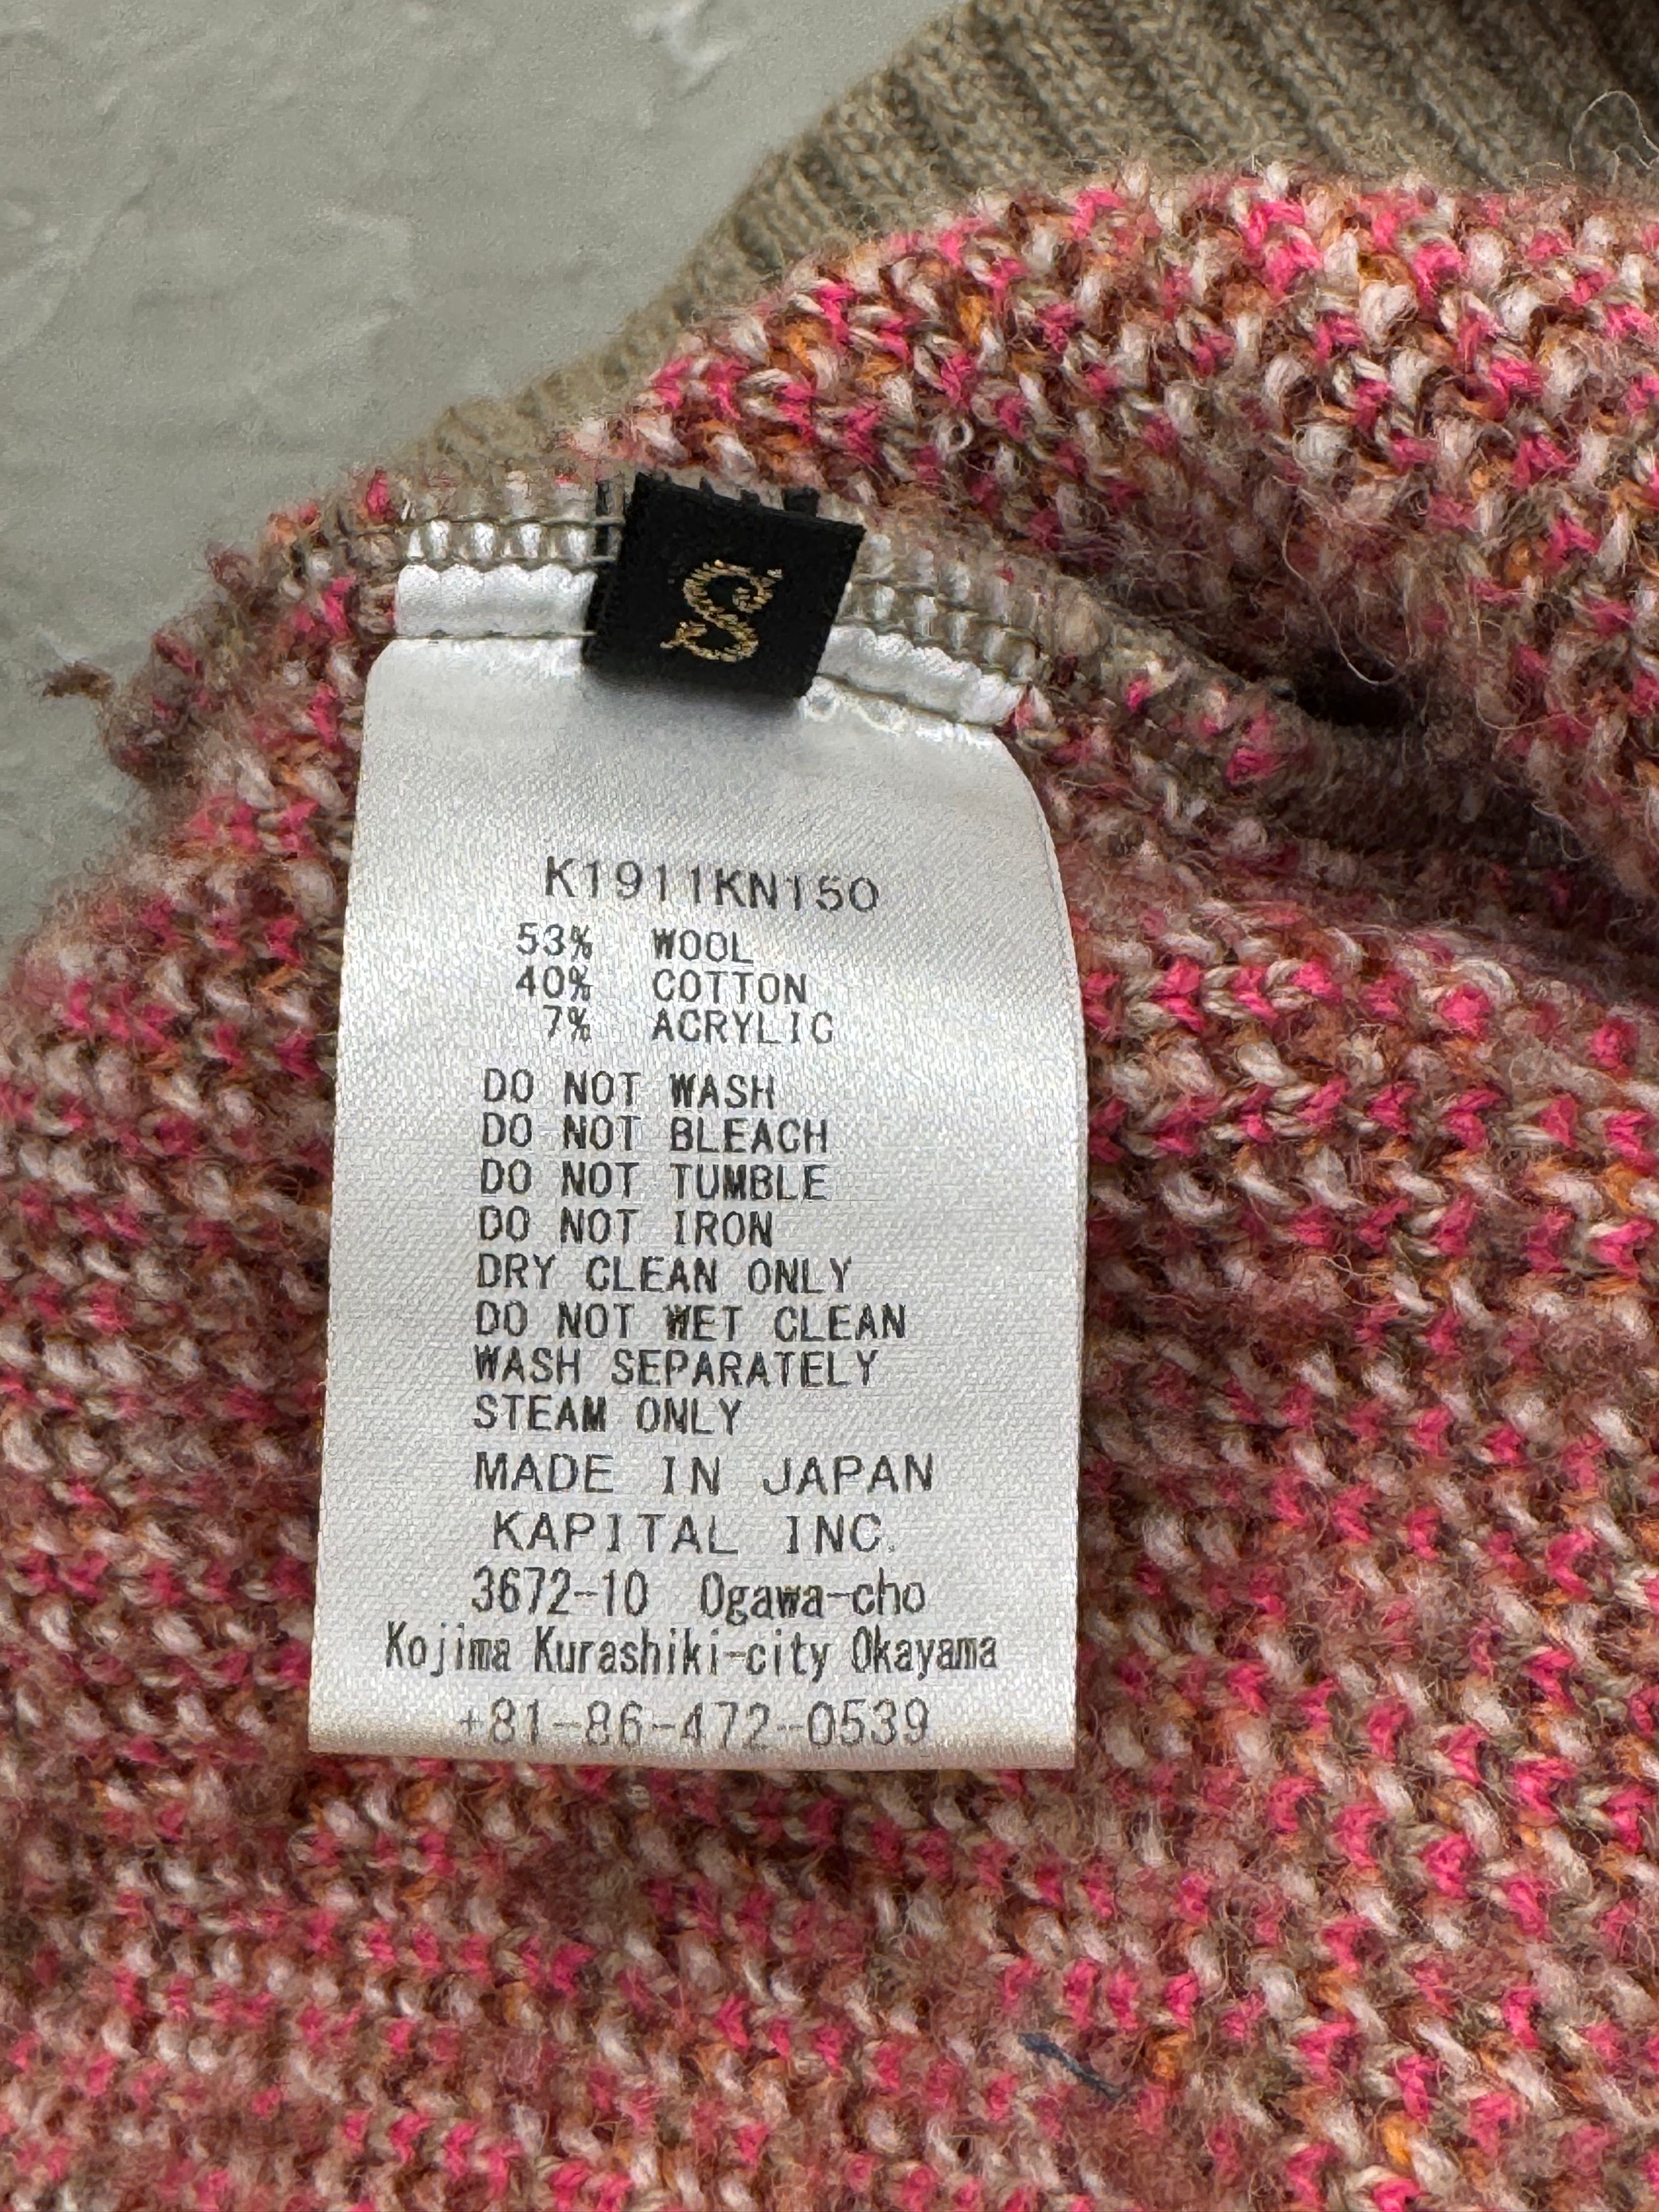 S
K1911KN150
53% WOOL
40% COTTON
7% ACRYLIC
DO NOT WASH
DO NOT BLEACH
DO NOT TUMBLE
DO NOT IRON
DRY CLEAN ONLY
DO NOT WET CLEAN
WASH SEPARATELY
STEAM ONLY
MADE IN JAPAN
KAPITAL INC.
3672-10 Ogawa-cho
Kojima Kurashiki-city Okayama
+81-86-472-0539